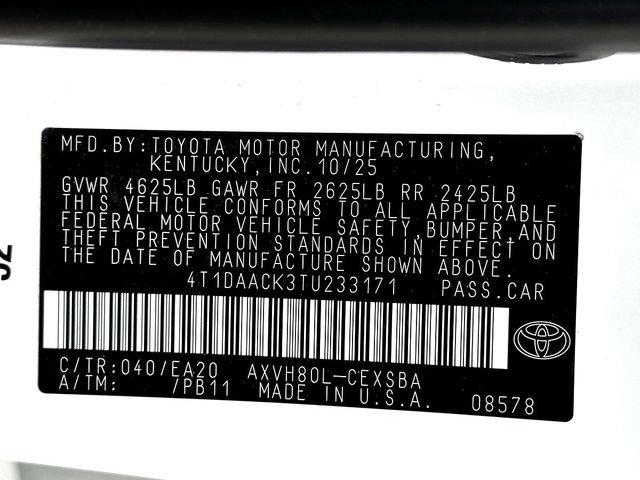 MFD.BY:TOYOTA MOTOR MANUFACTURING,
KENTUCKY,INC.10/25
GVWR 4625LB GAWR FR 2625LB RR 2425LB
THIS VEHICLE CONFORMS TO ALL APPLICABLE
FEDERAL MOTOR VEHICLE SAFETY,BUMPER,AND
THEFT PREVENTION STANDARDS IN EFFECT ON
THE DATE OF MANUFACTURE SHOWN ABOVE.
4T1DAACK3TU233171 PASS.CAR
C/TR:040/EA20 AXVH80L-CEXSBA
A/TM: /PB11 MADE IN U.S.A. 08578